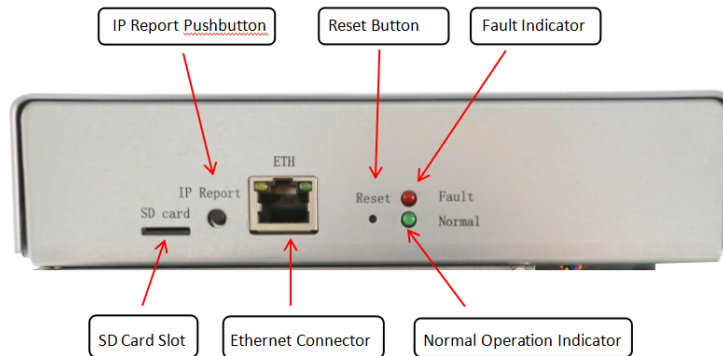 IP Report Pushbutton
Reset Button
Fault Indicator
ETH
IP Report
Reset
Fault
SD card
Normal
SD Card Slot
Ethernet Connector
Normal Operation Indicator